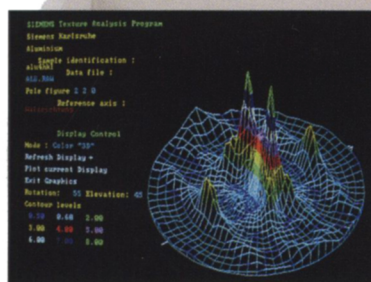 SIEMENS Texture Analysis Program
Siemens Karlsruhe
Aluminium
Sample identification :
Data file :
Pole figure 2 2 0
Reference axis :
Display Control
Mode : Color "3D"
Refresh Display =
Plot current Display
Exit Graphics
Rotation: 55 Elevation: 45
Contour levels
0.50 0.60 2.00
3.00 4.00 5.00
6.00 7.00 8.00